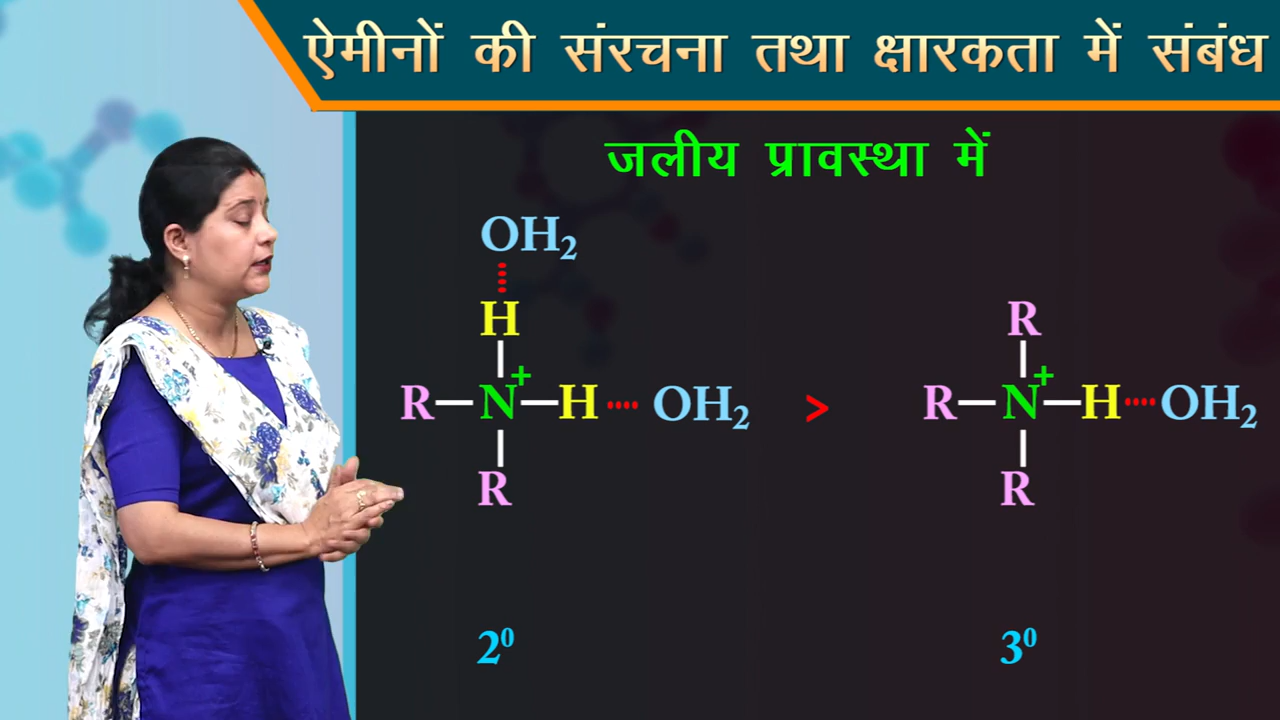 ऐमीनों की संरचना तथा क्षारकता में संबंध
जलीय प्रावस्था में
OH₂
H
R—N⁺—H····OH₂
R
>
R
R—N⁺—H····OH₂
R
2⁰
3⁰